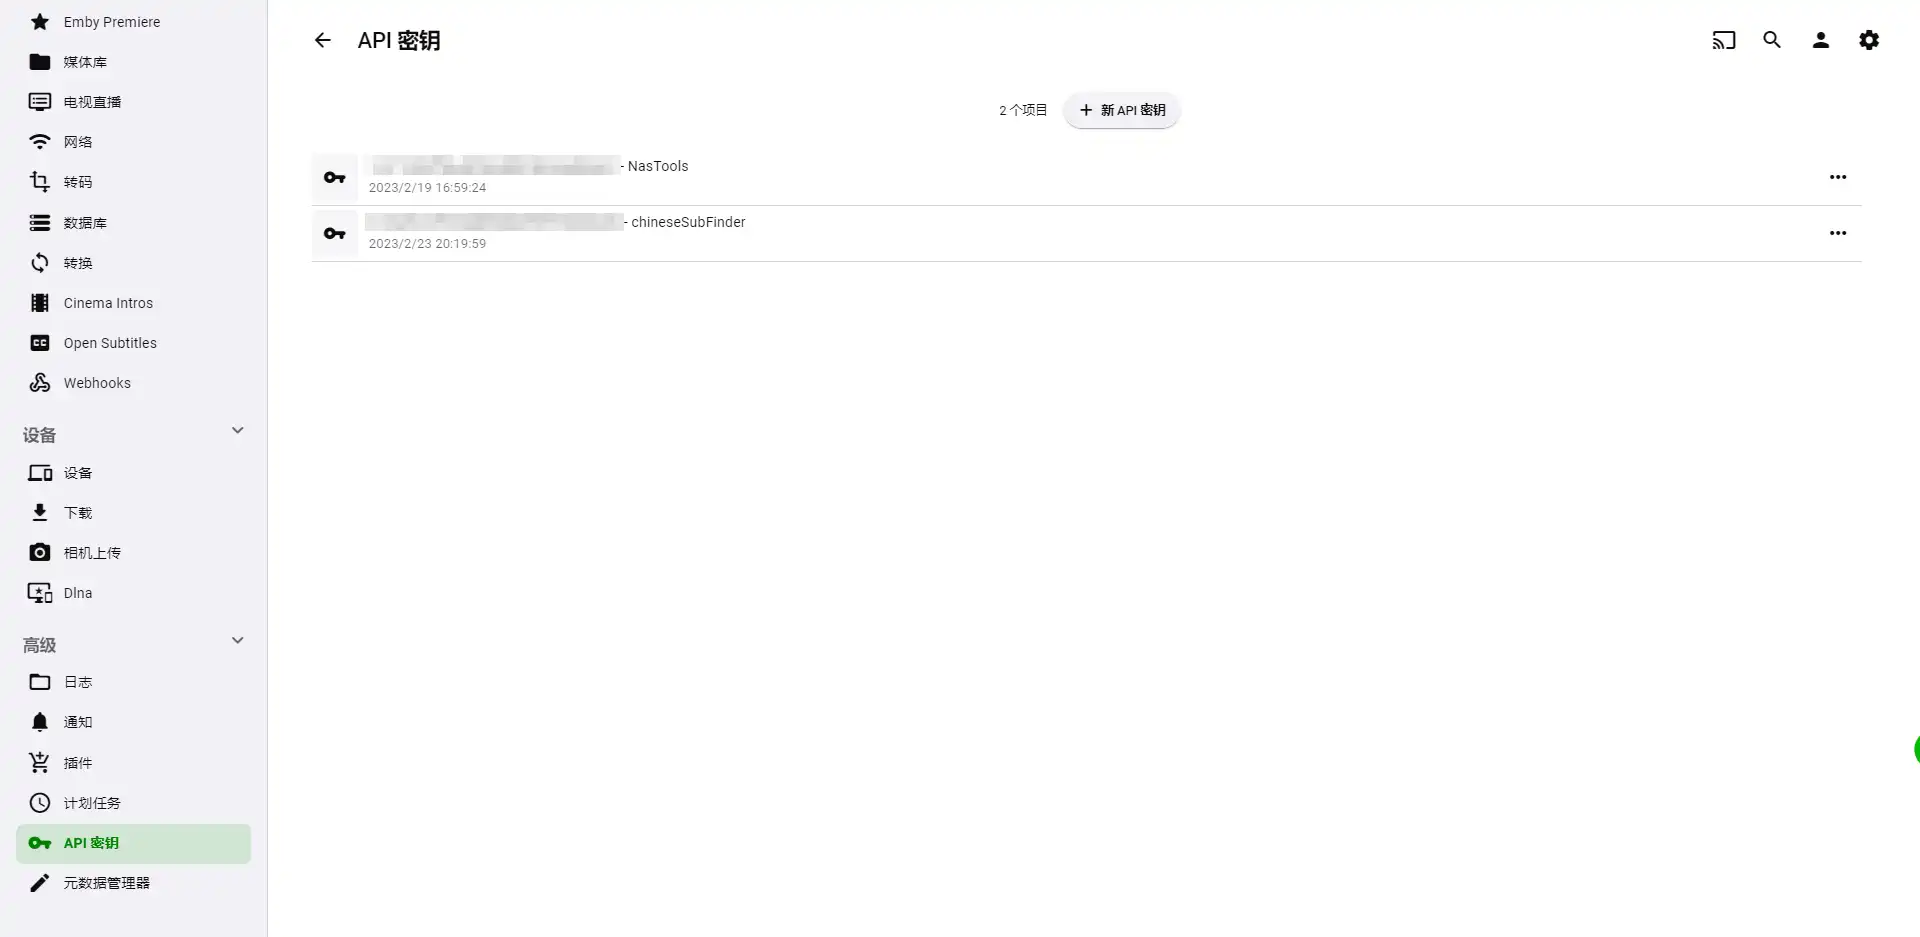 Emby Premiere
媒体库
电视直播
网络
转码
数据库
转换
Cinema Intros
Open Subtitles
Webhooks
设备
设备
下载
相机上传
Dlna
高级
日志
通知
插件
计划任务
API 密钥
元数据管理器
API 密钥
2 个项目
新 API 密钥
- NasTools
2023/2/19 16:59:24
- chineseSubFinder
2023/2/23 20:19:59